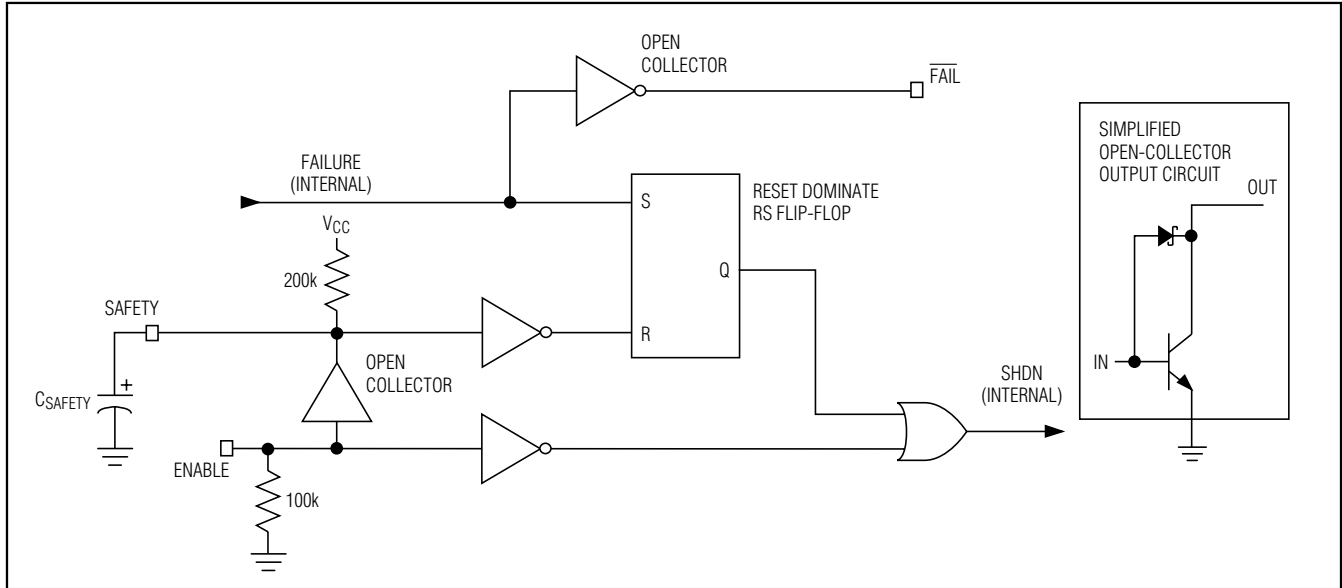 OPEN
COLLECTOR
FAIL
FAILURE
(INTERNAL)
S
RESET DOMINATE
RS FLIP-FLOP
VCC
200k
Q
SAFETY
R
OPEN
COLLECTOR
CSAFETY
+
ENABLE
100k
SHDN
(INTERNAL)
SIMPLIFIED
OPEN-COLLECTOR
OUTPUT CIRCUIT
OUT
IN